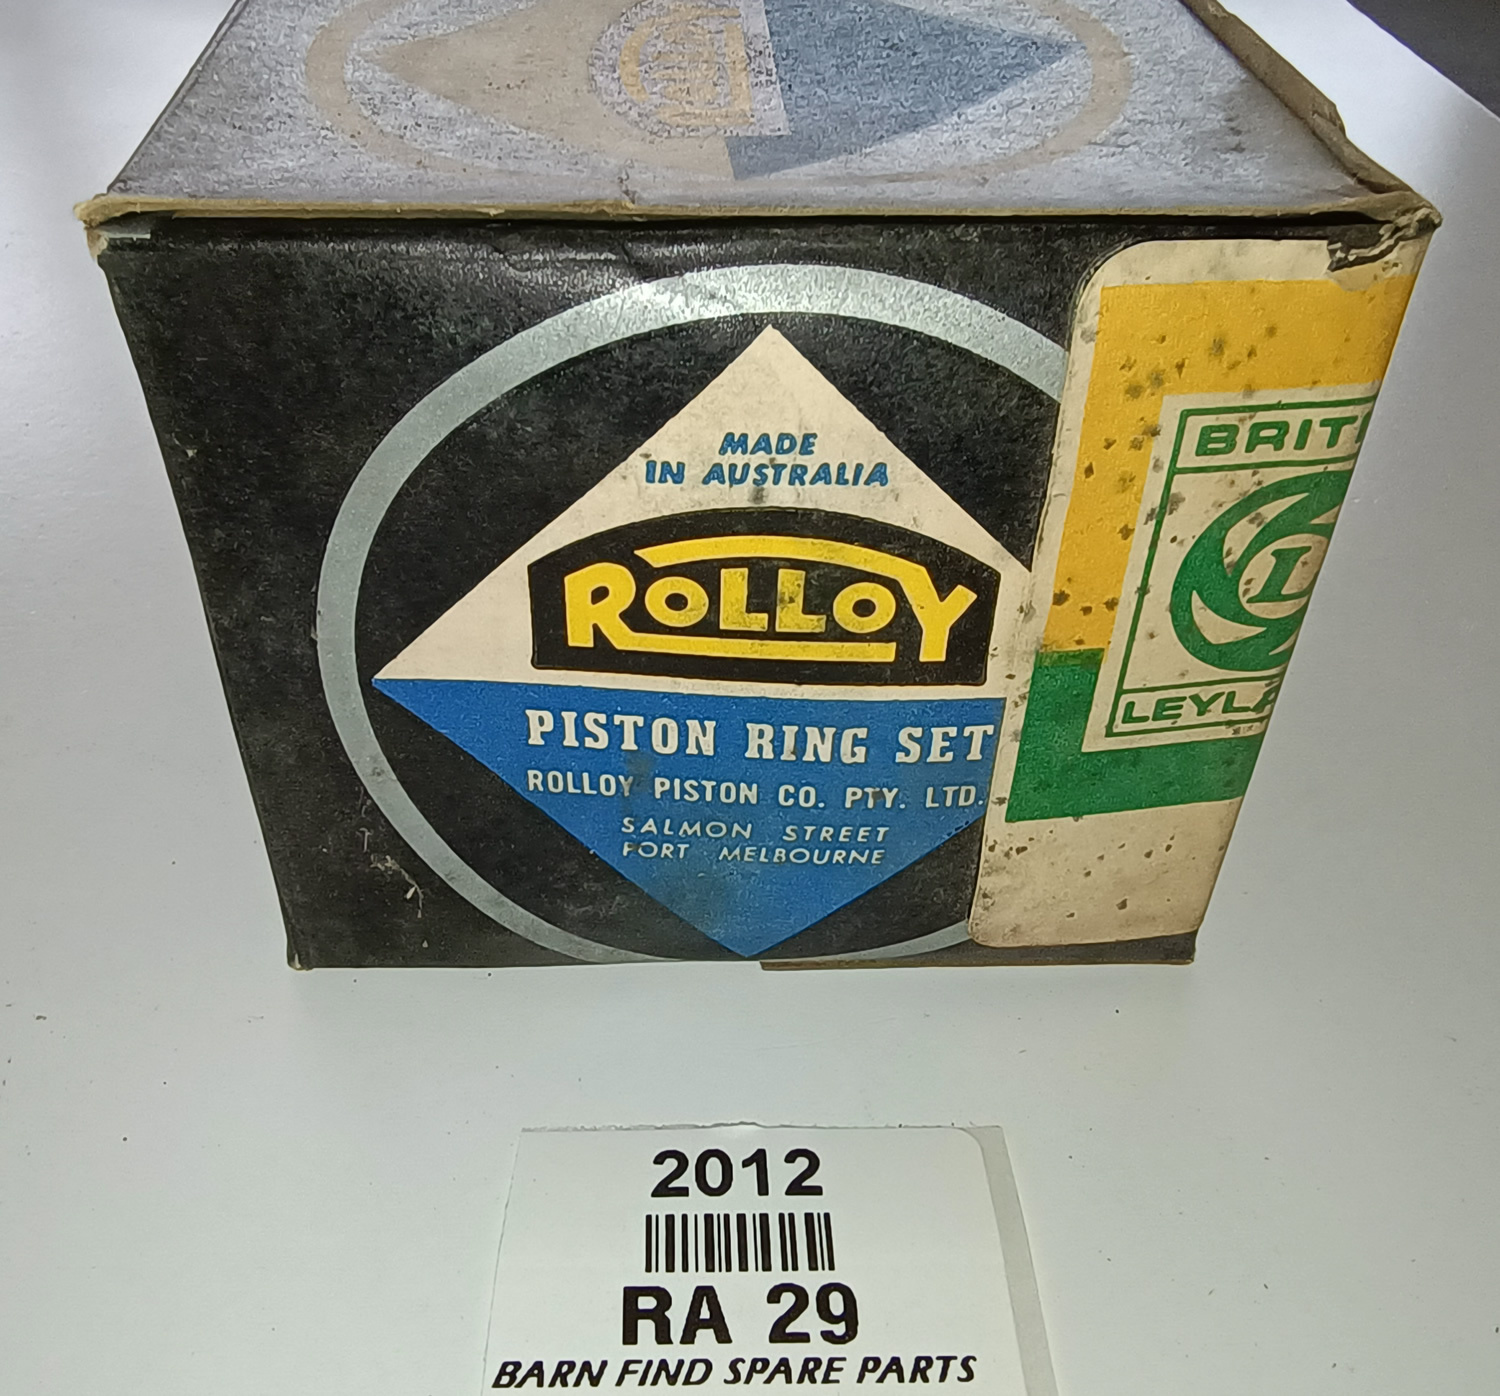 MADE
IN AUSTRALIA
ROLLOY
PISTON RING SET
ROLLOY PISTON CO. PTY. LTD.
SALMON STREET
PORT MELBOURNE
BRIT
L
LEYLA
2012
RA 29
BARN FIND SPARE PARTS